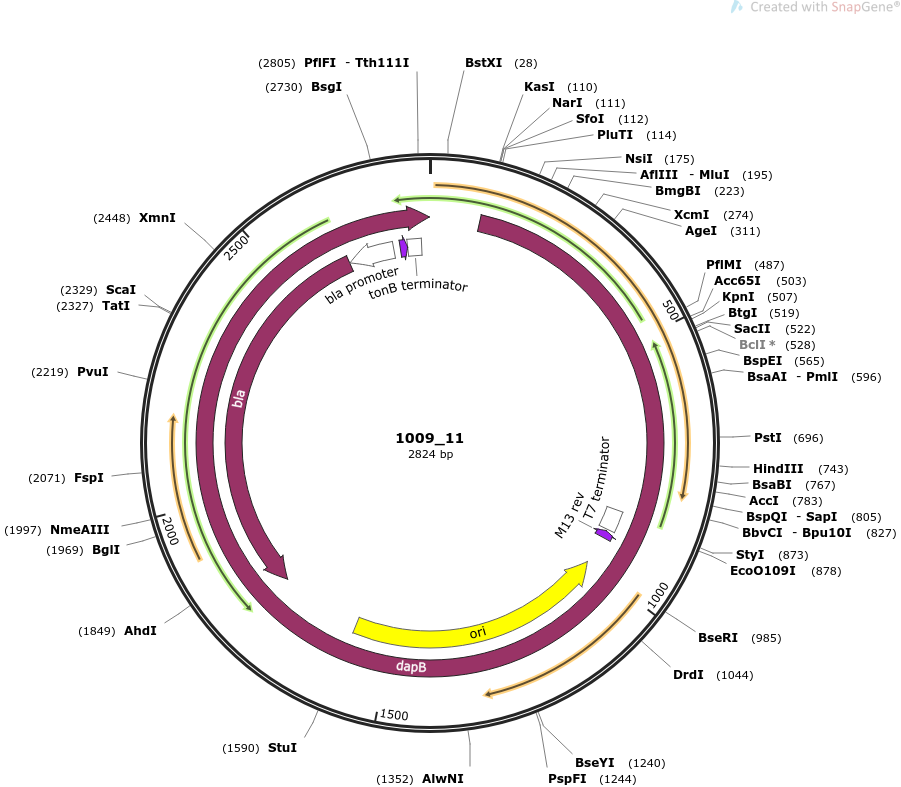 Created with SnapGene®
(2805) PflFI - Tth111I
(2730) BsgI
BstXI (28)
KasI (110)
NarI (111)
SfoI (112)
PluTI (114)
NsiI (175)
AflIII - MluI (195)
BmgBI (223)
XcmI (274)
AgeI (311)
PflMI (487)
Acc65I (503)
KpnI (507)
BtgI (519)
SacII (522)
BclI * (528)
BspEI (565)
BsaAI - PmlI (596)
PstI (696)
HindIII (743)
BsaBI (767)
AccI (783)
BspQI - SapI (805)
BbvCI - Bpu10I (827)
StyI (873)
EcoO109I (878)
BseRI (985)
DrdI (1044)
BseYI (1240)
PspFI (1244)
(1352) AlwNI
(1590) StuI
(1849) AhdI
(1969) BglI
(1997) NmeAIII
(2071) FspI
(2219) PvuI
(2327) TatI
(2329) ScaI
(2448) XmnI
500
1000
1500
2000
2500
bla promoter
tonB terminator
bla
T7 terminator
M13 rev
ori
dapB
1009_11
2824 bp